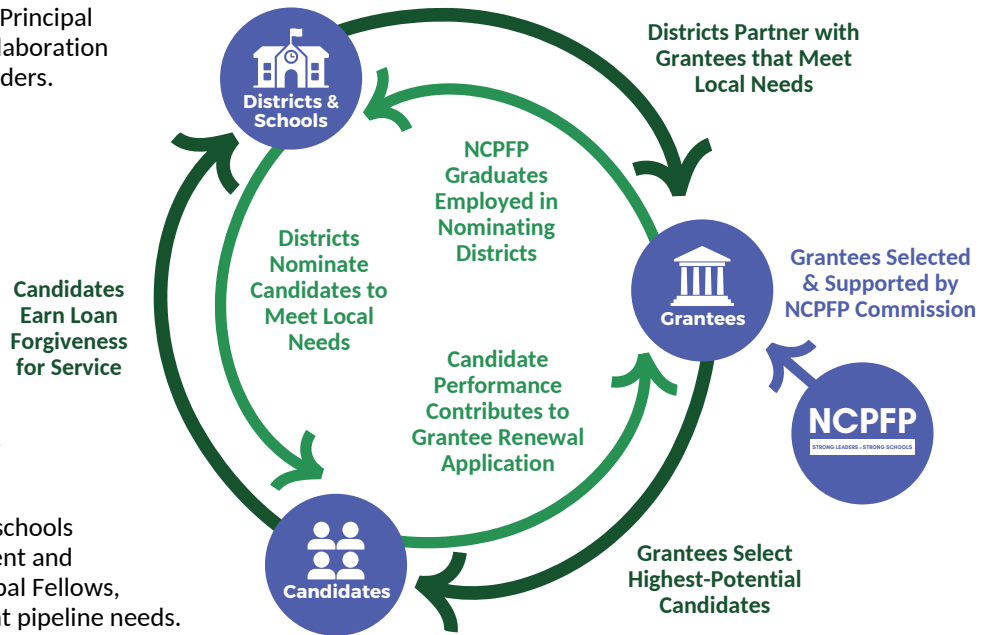 Principal
laboration
ders.
Districts &
Schools
Districts Partner with
Grantees that Meet
Local Needs
NCPFP
Graduates
Employed in
Nominating
Districts
Districts
Nominate
Candidates to
Meet Local
Needs
Grantees
Grantees Selected
& Supported by
NCPFP Commission
Candidates
Earn Loan
Forgiveness
for Service
Candidate
Performance
Contributes to
Grantee Renewal
Application
NCPFP
STRONG LEADERS • STRONG SCHOOLS
schools
ent and
pal Fellows,
t pipeline needs.
Candidates
Grantees Select
Highest-Potential
Candidates